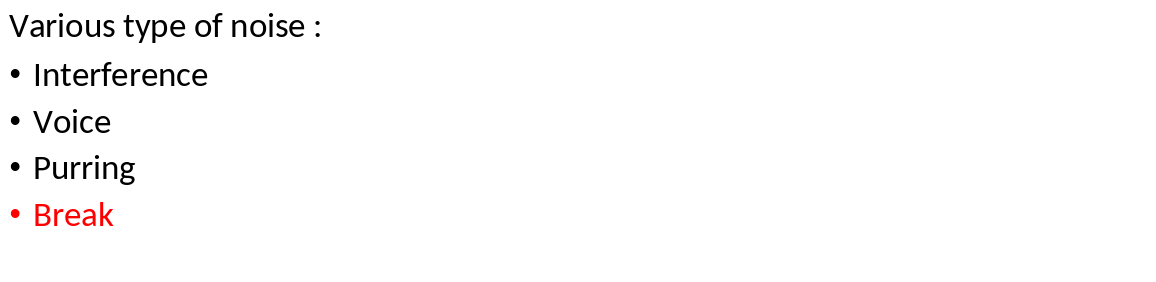 Various type of noise :
• Interference
• Voice
• Purring
• Break